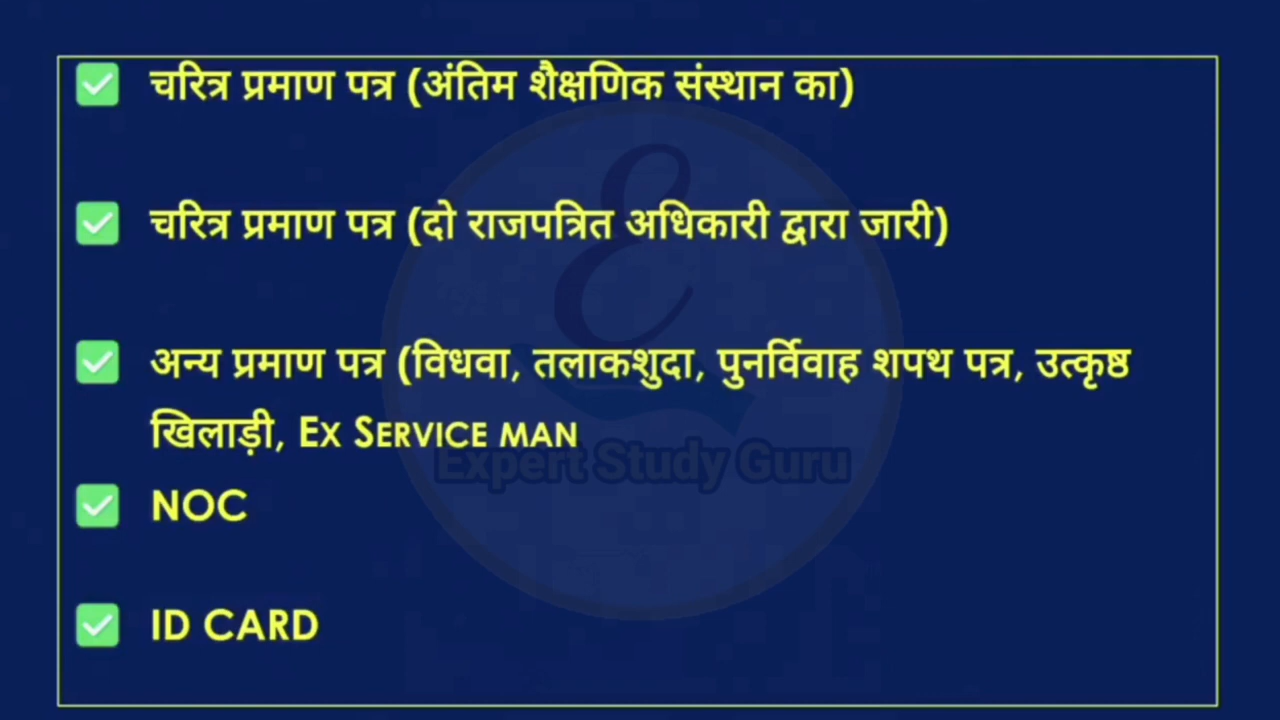 चरित्र प्रमाण पत्र (अंतिम शैक्षणिक संस्थान का)
चरित्र प्रमाण पत्र (दो राजपत्रित अधिकारी द्वारा जारी)
अन्य प्रमाण पत्र (विधवा, तलाकशुदा, पुनर्विवाह शपथ पत्र, उत्कृष्ठ
खिलाड़ी, EX SERVICE MAN
Expert Study Guru
NOC
ID CARD